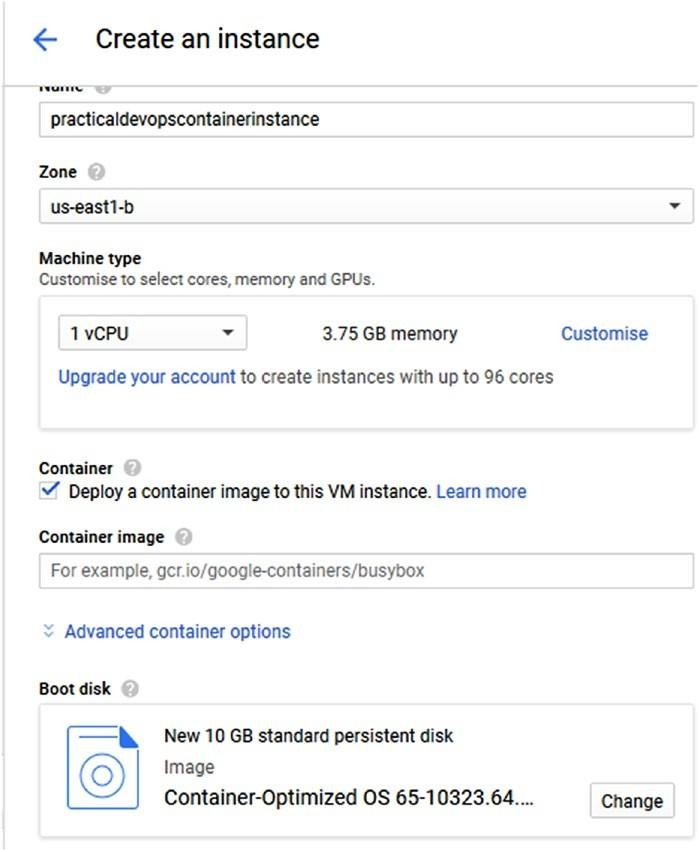 Create an instance
Name
practicaldevopscontainerinstance
Zone
us-east1-b
Machine type
Customise to select cores, memory and GPUs.
1 vCPU 3.75 GB memory Customise
Upgrade your account to create instances with up to 96 cores
Container
Deploy a container image to this VM instance. Learn more
Container image
For example, gcr.io/google-containers/busybox
Advanced container options
Boot disk
New 10 GB standard persistent disk
Image
Container-Optimized OS 65-10323.64.... Change